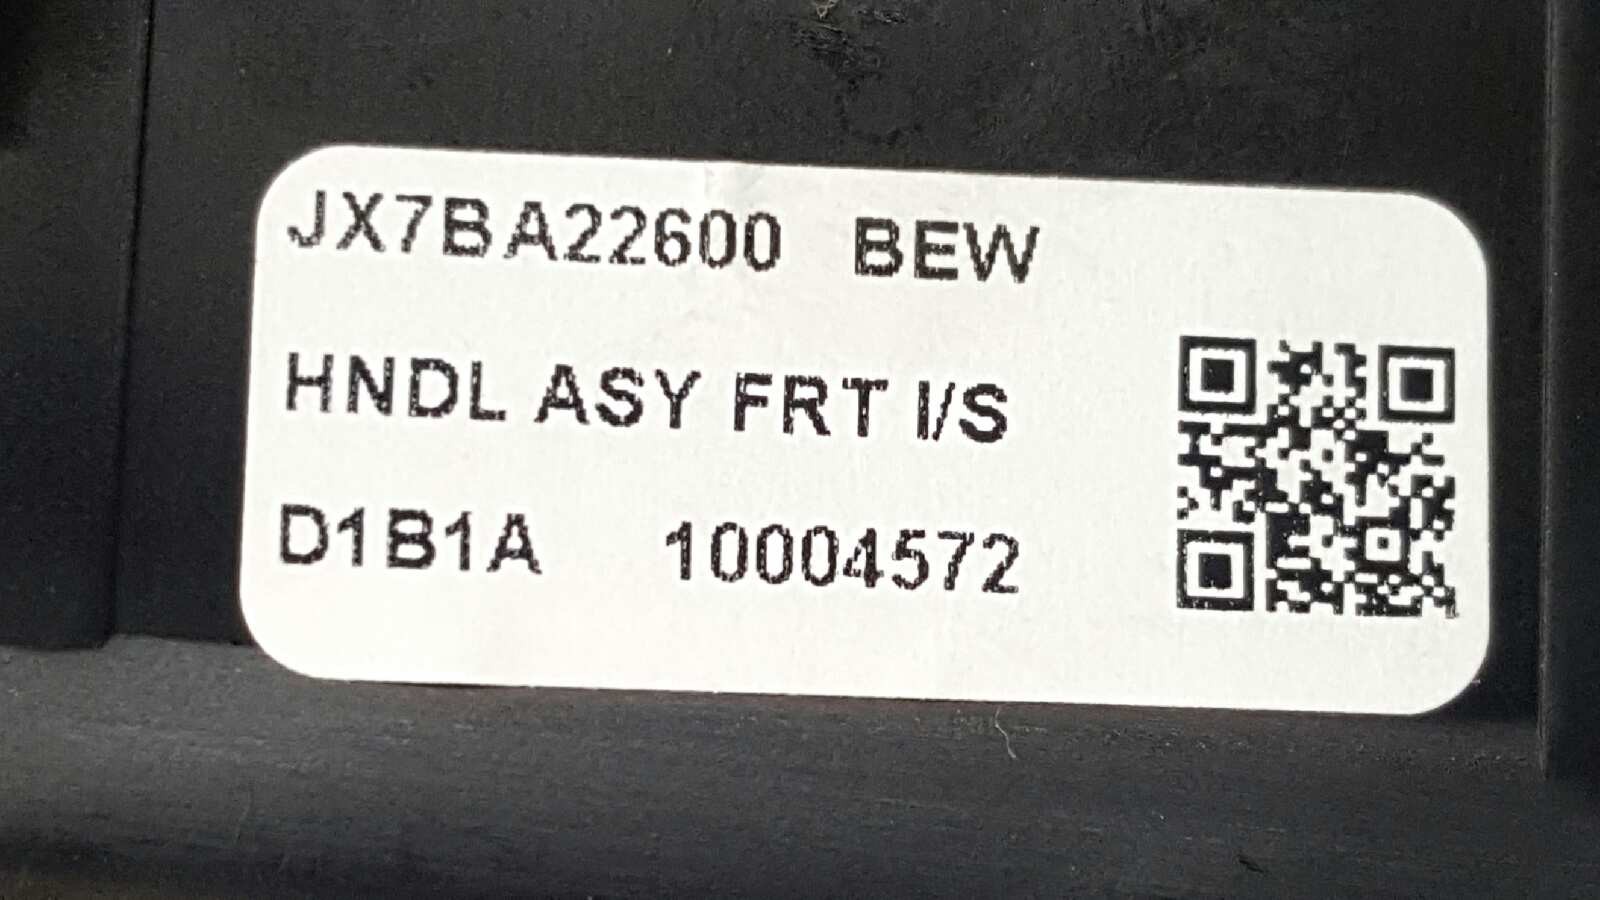 JX7BA22600 BEW
HNDL ASY FRT I/S
D1B1A 10004572